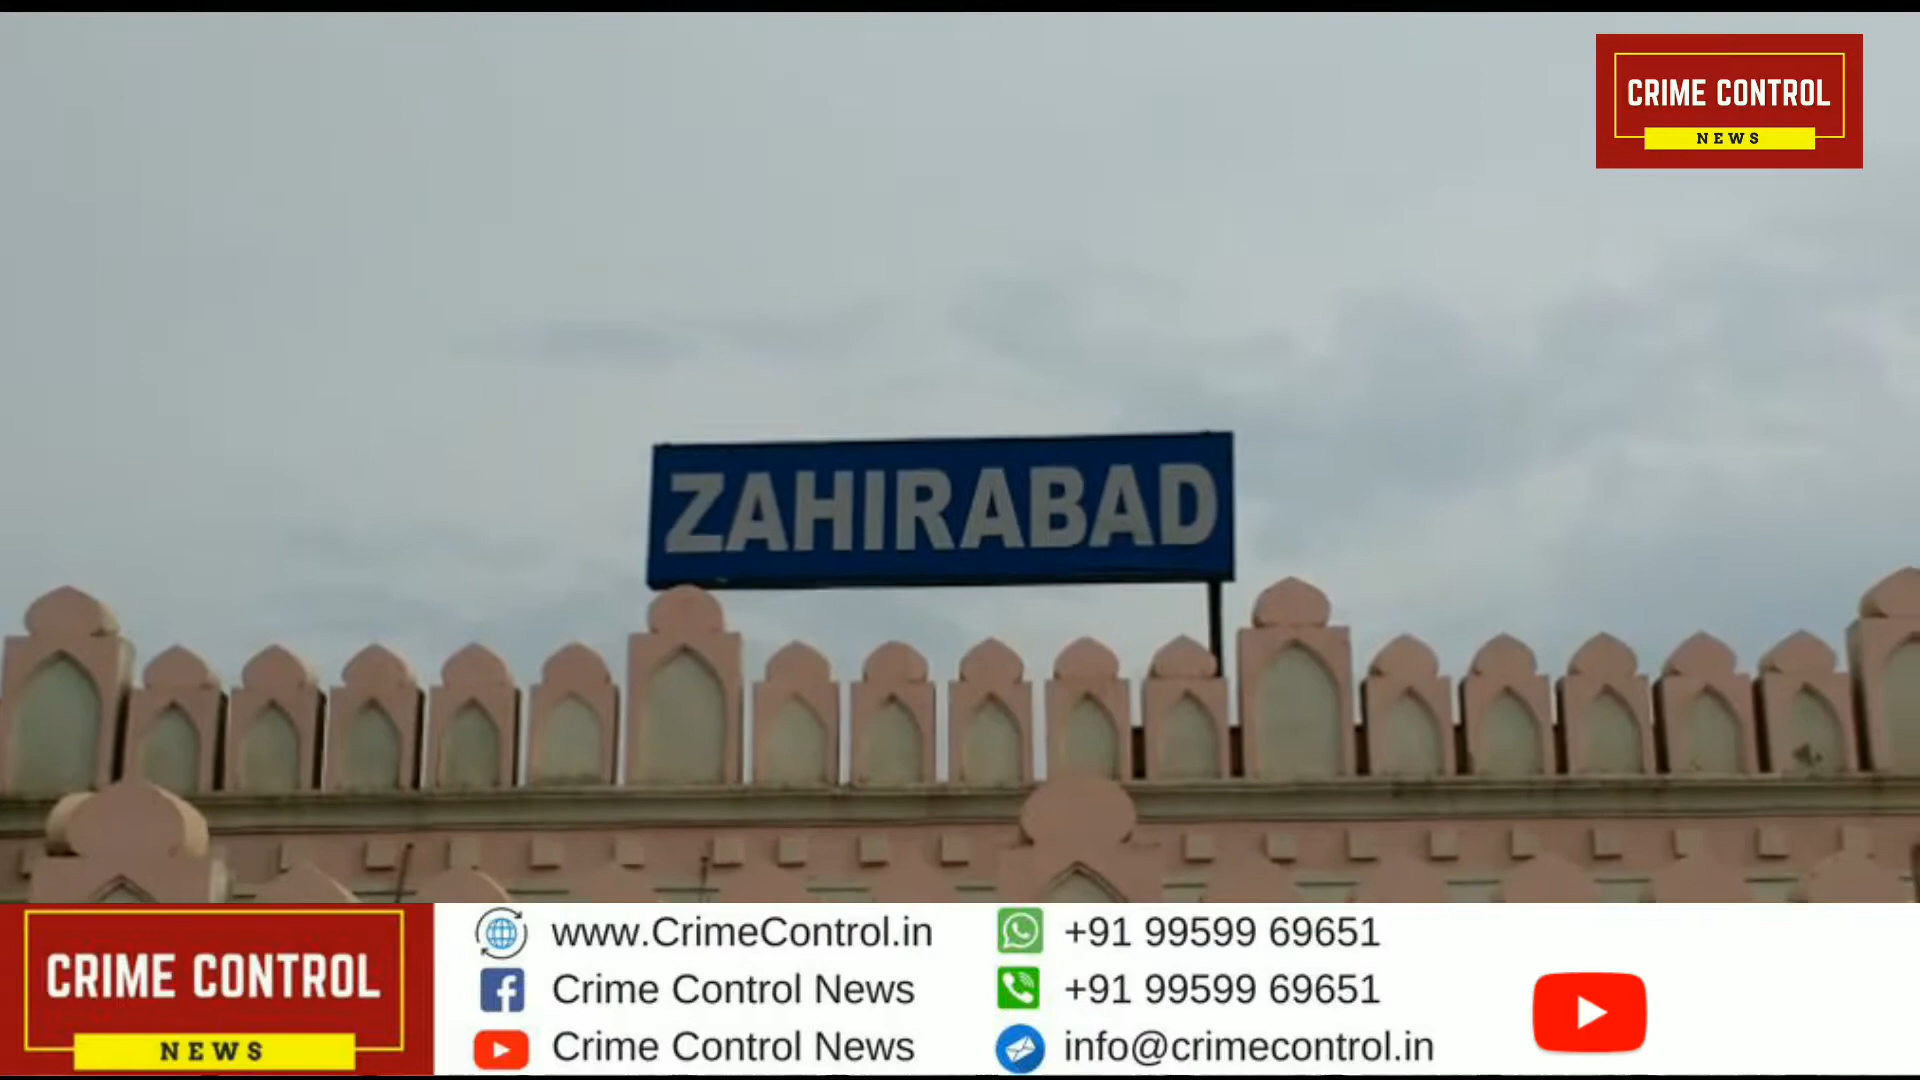 CRIME CONTROL
NEWS
ZAHIRABAD
CRIME CONTROL
NEWS
www.CrimeControl.in
Crime Control News
Crime Control News
+91 99599 69651
+91 99599 69651
info@crimecontrol.in